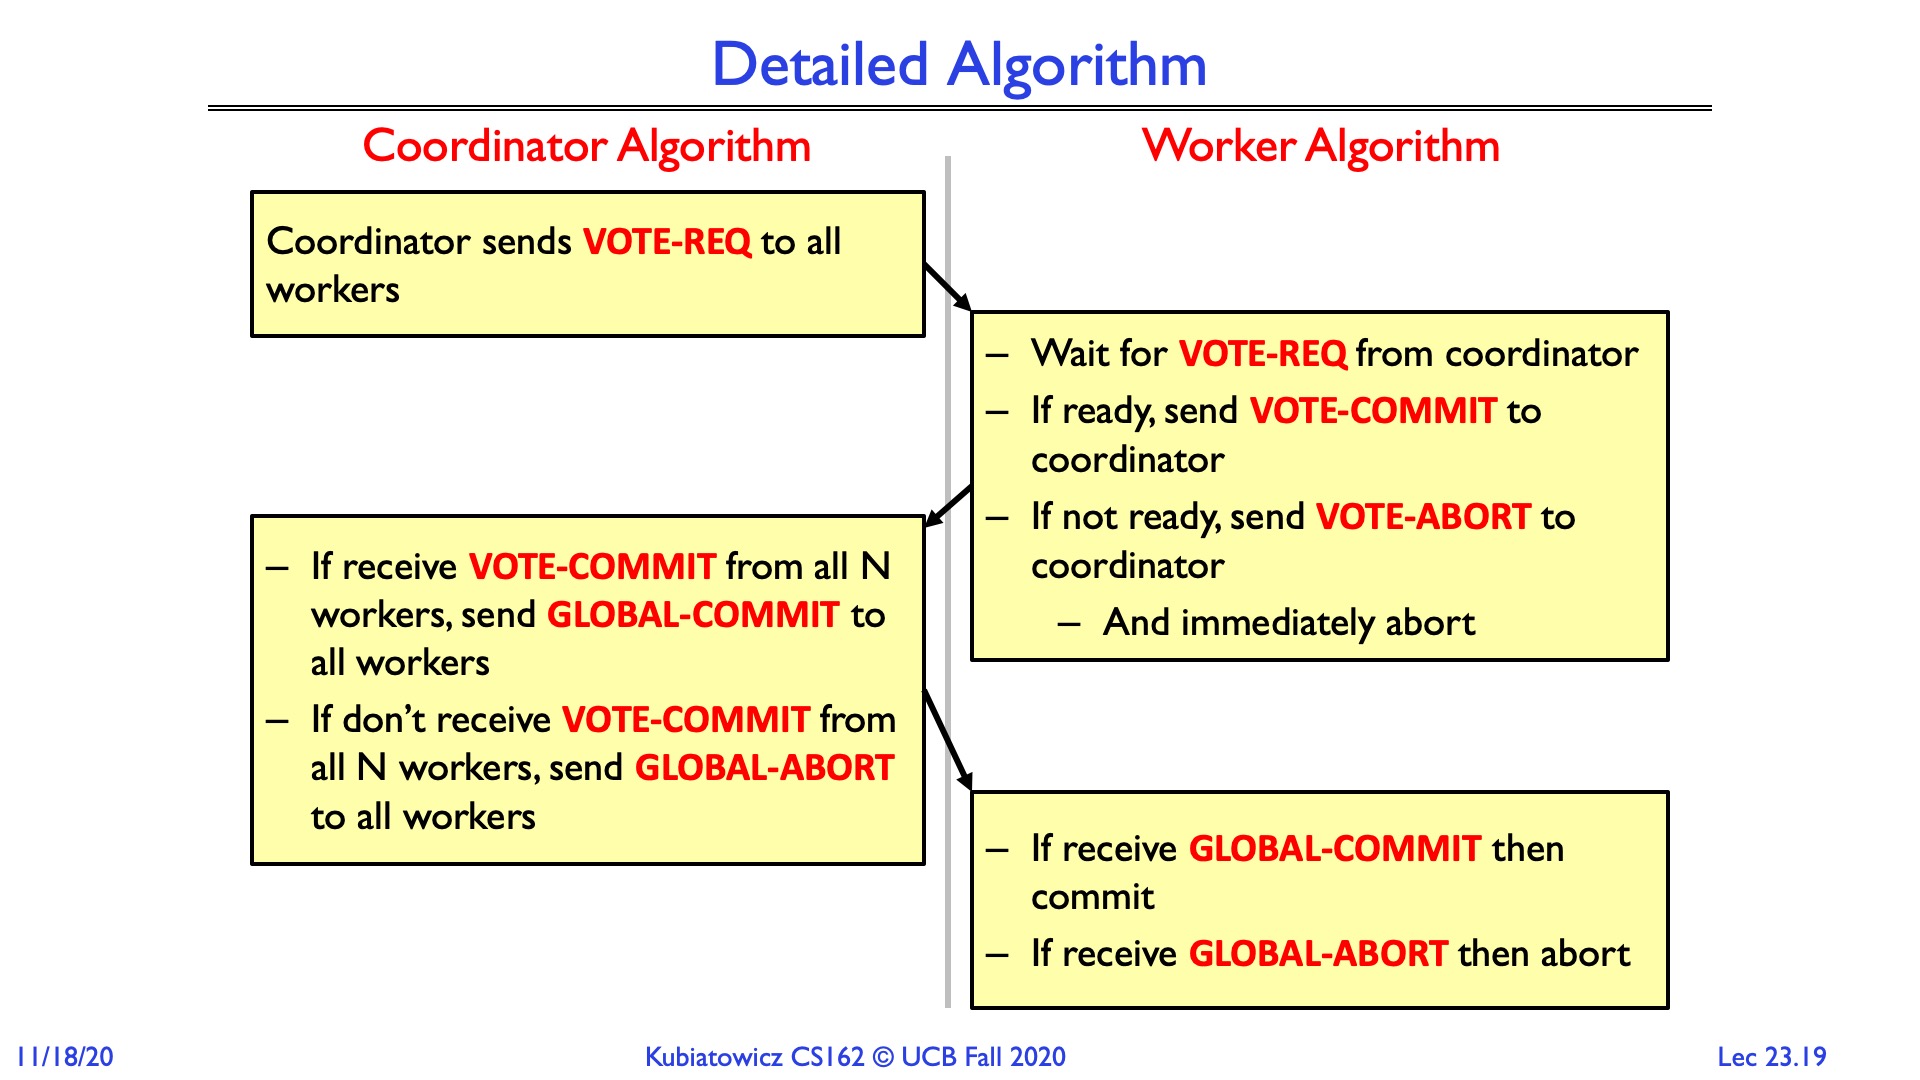 Detailed Algorithm
Coordinator Algorithm
Coordinator sends VOTE-REQ to all
workers
Worker Algorithm
– Wait for VOTE-REQ from coordinator
– If ready, send VOTE-COMMIT to
coordinator
– If not ready, send VOTE-ABORT to
coordinator
– And immediately abort
– If receive VOTE-COMMIT from all N
workers, send GLOBAL-COMMIT to
all workers
– If don’t receive VOTE-COMMIT from
all N workers, send GLOBAL-ABORT
to all workers
– If receive GLOBAL-COMMIT then
commit
– If receive GLOBAL-ABORT then abort
11/18/20
Kubiatowicz CS162 © UCB Fall 2020
Lec 23.19